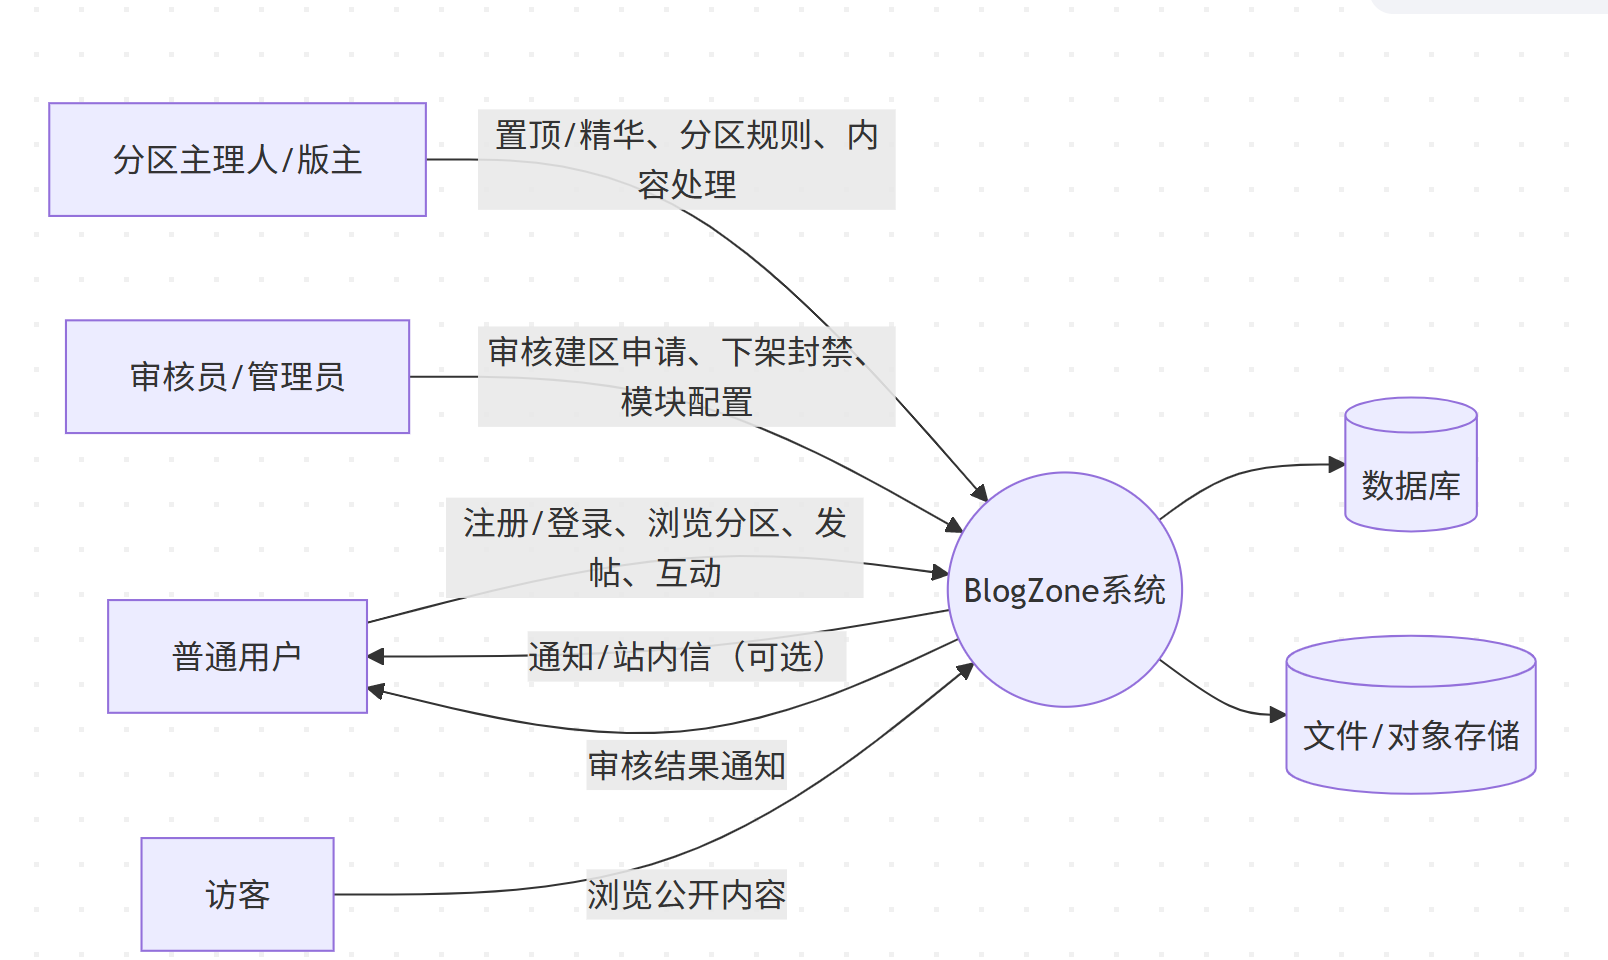 分区主理人/版主
置顶/精华、分区规则、内
容处理
审核员/管理员
审核建区申请、下架封禁、
模块配置
数据库
注册/登录、浏览分区、发
帖、互动
BlogZone系统
普通用户
通知/站内信（可选）
文件/对象存储
审核结果通知
访客
浏览公开内容